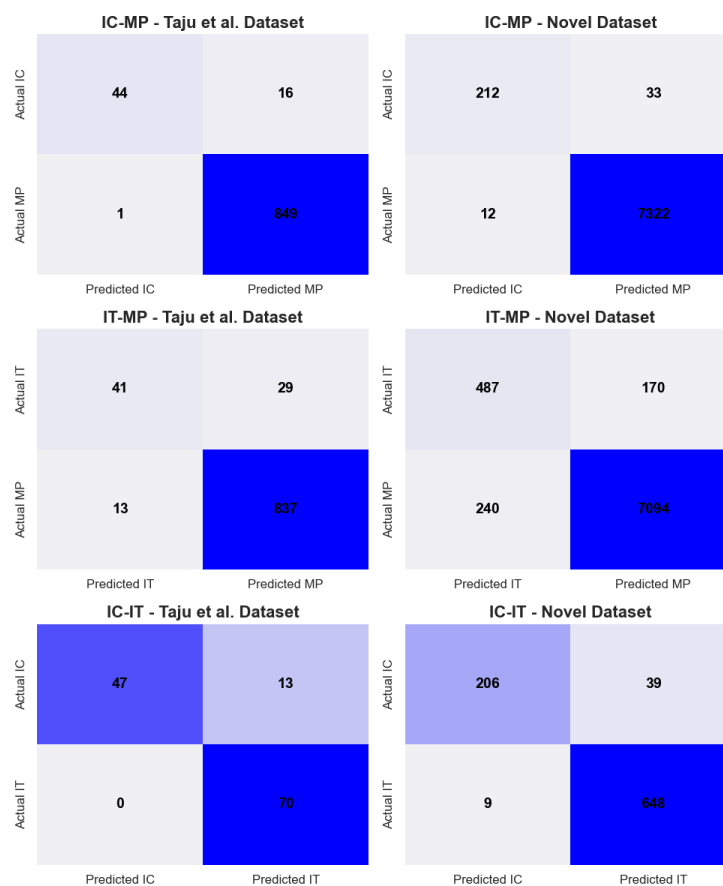 IC-MP - Taju et al. Dataset
IC-MP - Novel Dataset
Actual IC
44
16
Actual IC
212
33
Actual MP
1
849
Actual MP
12
7322
Predicted IC
Predicted MP
Predicted IC
Predicted MP
IT-MP - Taju et al. Dataset
IT-MP - Novel Dataset
Actual IT
41
29
Actual IT
487
170
Actual MP
13
837
Actual MP
240
7094
Predicted IT
Predicted MP
Predicted IT
Predicted MP
IC-IT - Taju et al. Dataset
IC-IT - Novel Dataset
Actual IC
47
13
Actual IC
206
39
Actual IT
0
70
Actual IT
9
648
Predicted IC
Predicted IT
Predicted IC
Predicted IT